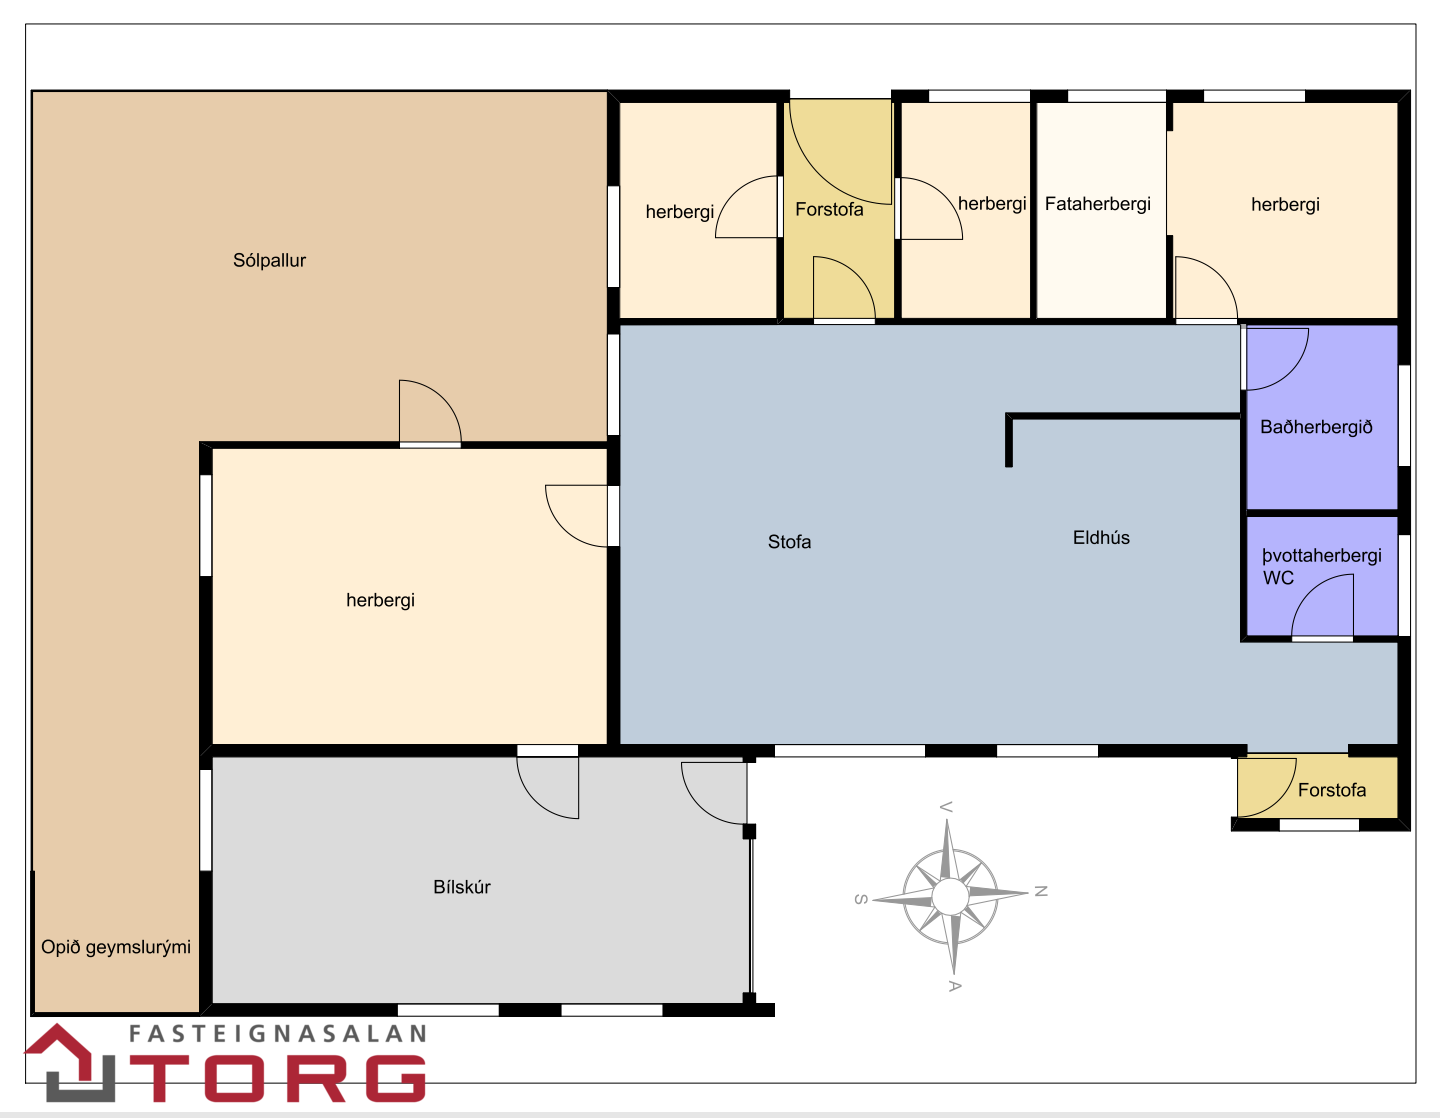 herbergi
Forstofa
herbergi
Fataherbergi
herbergi
Sólpallur
Baðherbergið
Stofa
Eldhús
þvottaherbergi
WC
herbergi
Forstofa
Bílskúr
V
N
S
A
Opið geymslurými
FASTEIGNASALAN
TORG